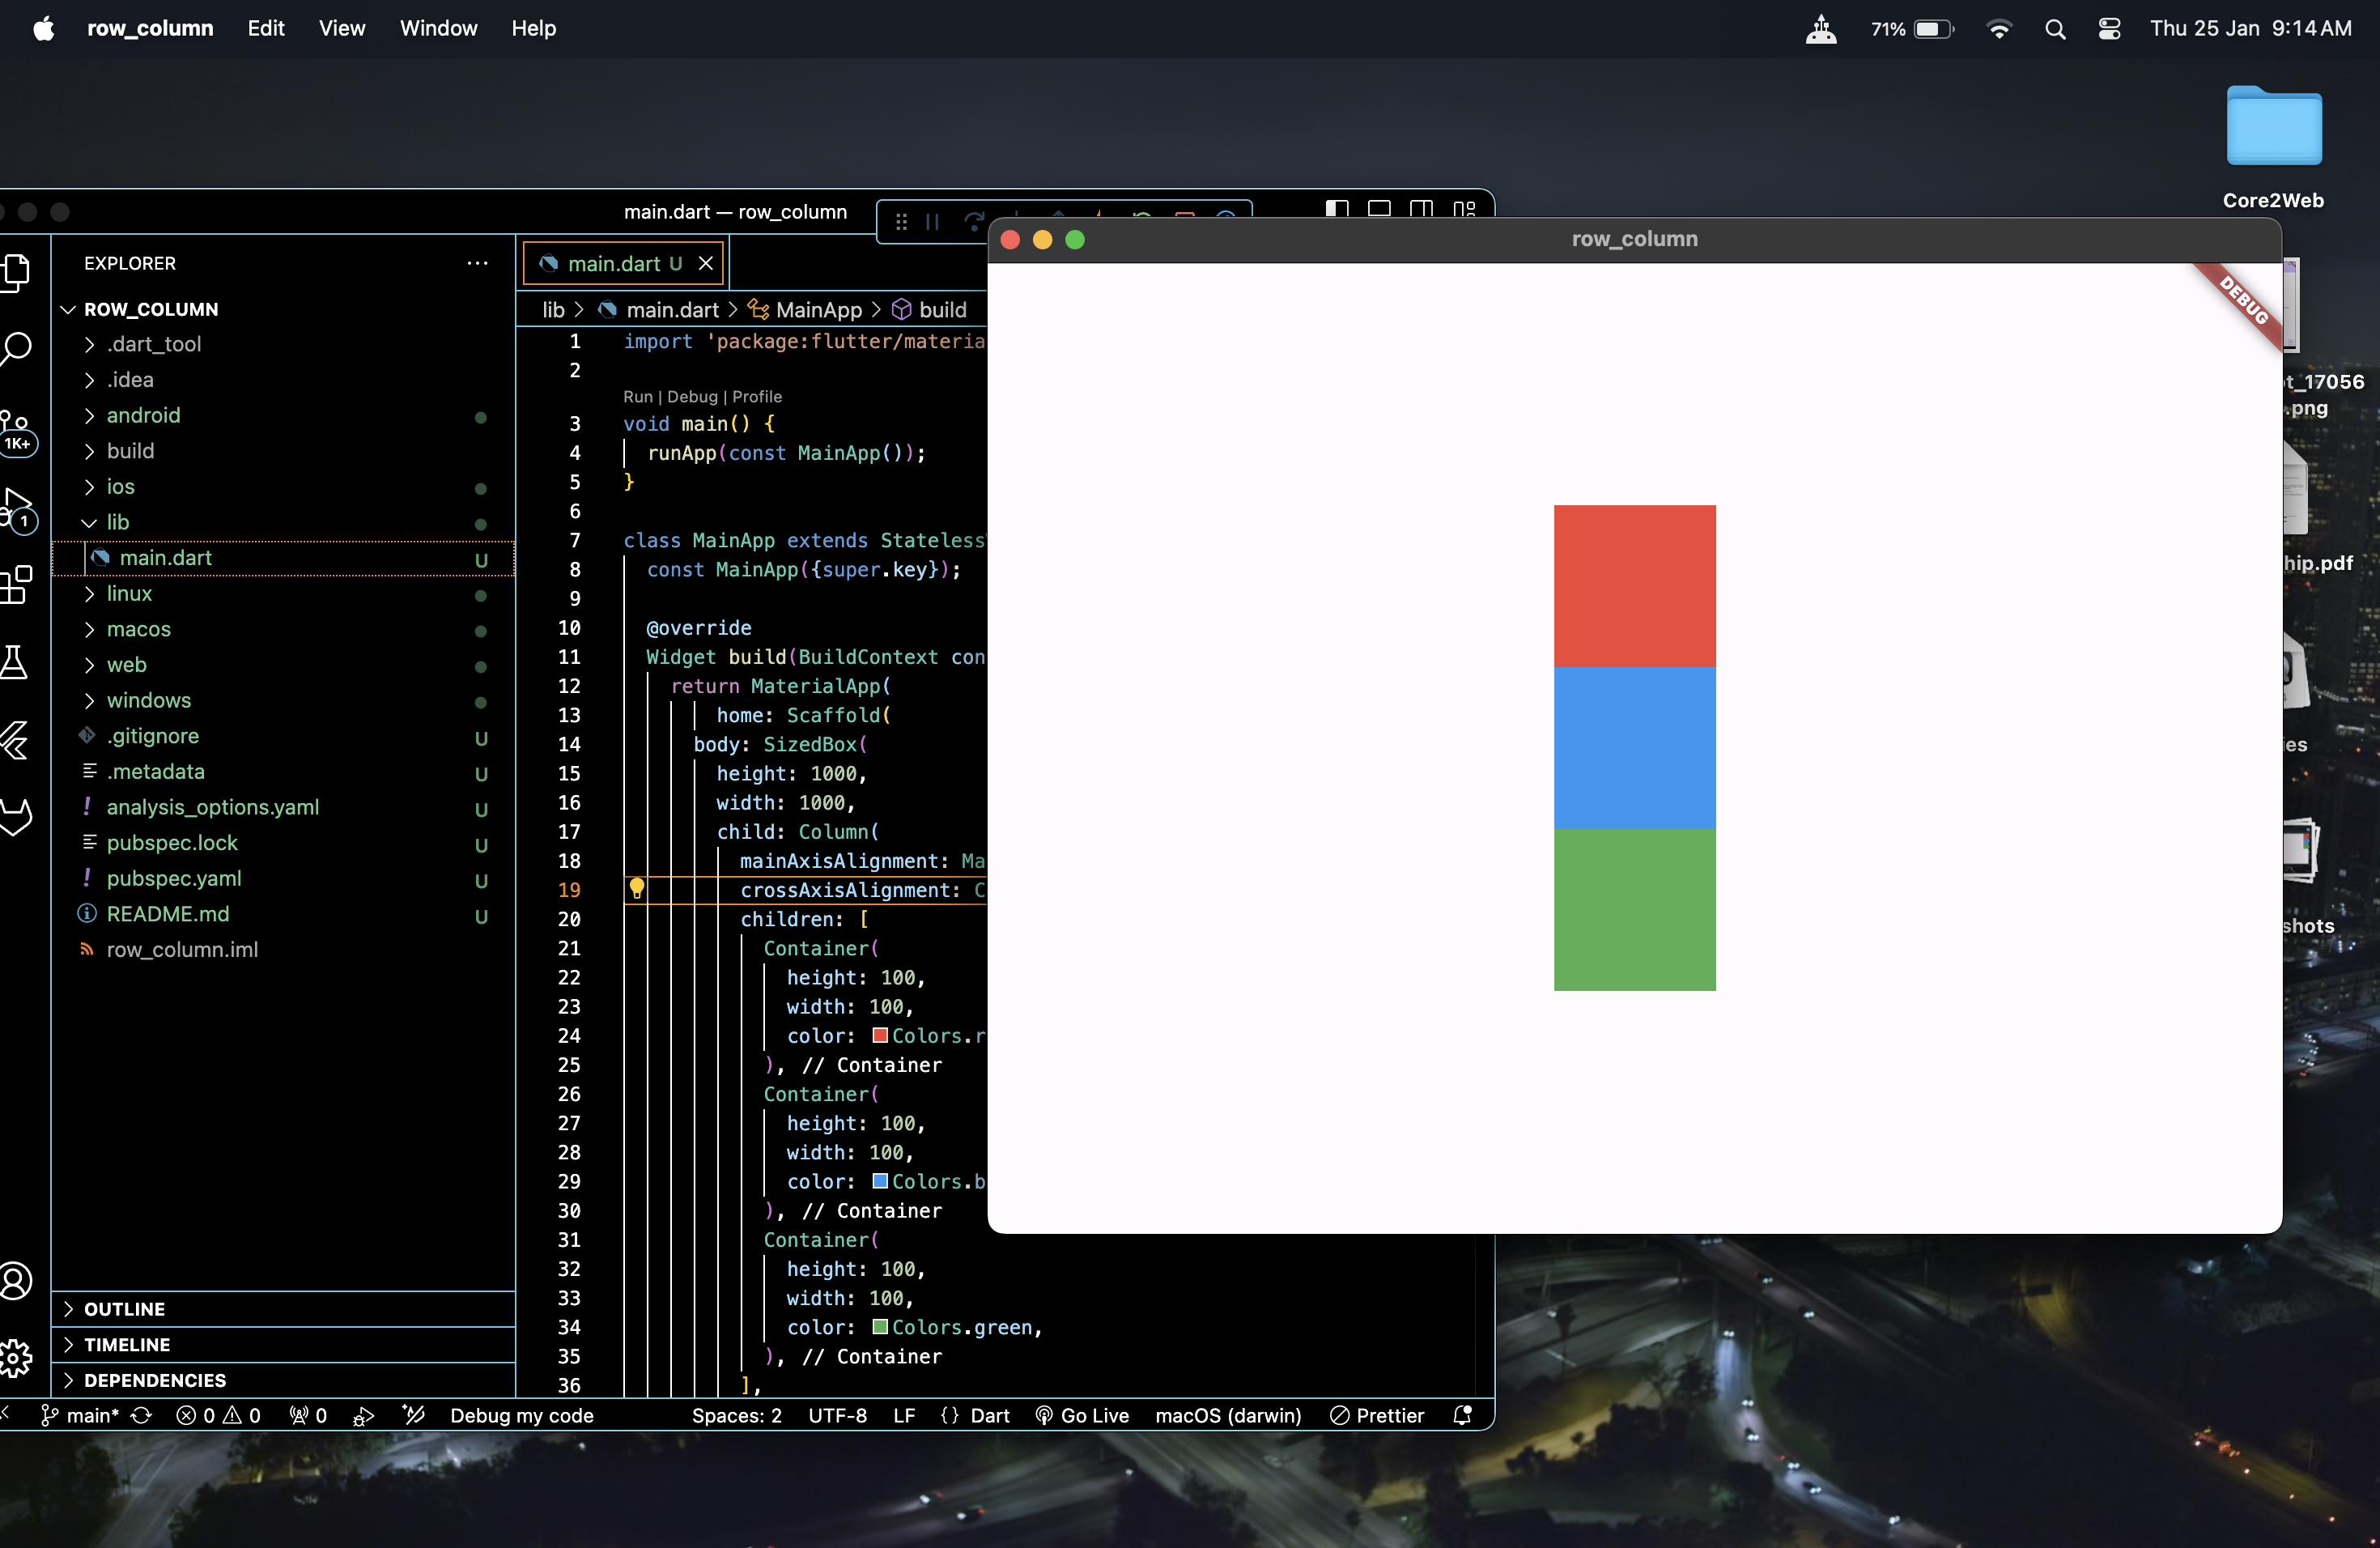 row_column Edit View Window Help
71% Thu 25 Jan 9:14 AM
Core2Web
main.dart — row_column
row_column
DEBUG
EXPLORER
main.dart U
ROW_COLUMN
lib > main.dart > MainApp > build
.dart_tool
.idea
android
build
ios
lib
main.dart U
linux
macos
web
windows
.gitignore U
.metadata U
analysis_options.yaml U
pubspec.lock U
pubspec.yaml U
README.md U
row_column.iml
OUTLINE
TIMELINE
DEPENDENCIES
1K+
1
1 import 'package:flutter/materia
2
Run | Debug | Profile
3 void main() {
4 runApp(const MainApp());
5 }
6
7 class MainApp extends Stateless
8 const MainApp({super.key});
9
10 @override
11 Widget build(BuildContext con
12 return MaterialApp(
13 home: Scaffold(
14 body: SizedBox(
15 height: 1000,
16 width: 1000,
17 child: Column(
18 mainAxisAlignment: Ma
19 crossAxisAlignment: C
20 children: [
21 Container(
22 height: 100,
23 width: 100,
24 color: Colors.r
25 ), // Container
26 Container(
27 height: 100,
28 width: 100,
29 color: Colors.b
30 ), // Container
31 Container(
32 height: 100,
33 width: 100,
34 color: Colors.green,
35 ), // Container
36 ],
t_17056
.png
hip.pdf
ies
shots
main* 0 0 0 Debug my code Spaces: 2 UTF-8 LF {} Dart Go Live macOS (darwin) Prettier